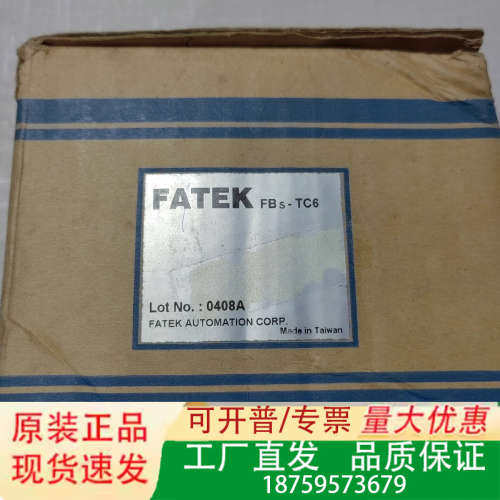 FATEK FBs-TC6
Lot No. : 0408A
FATEK AUTOMATION CORP.
Made in Taiwan
原装正品 可开普/专票 量大优惠
现货速发 工厂直发 品质保证
18759573679